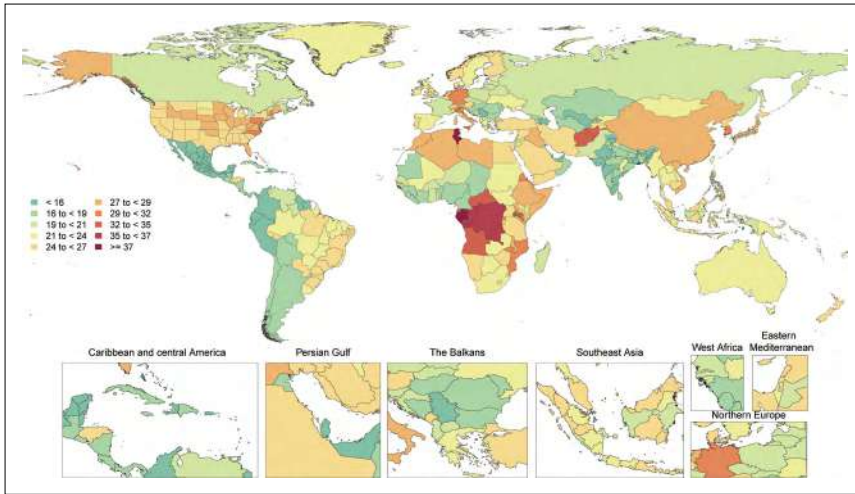 < 16
16 to < 19
19 to < 21
21 to < 24
24 to < 27
27 to < 29
29 to < 32
32 to < 35
35 to < 37
>= 37
Caribbean and central America
Persian Gulf
The Balkans
Southeast Asia
West Africa
Eastern
Mediterranean
Northern Europe